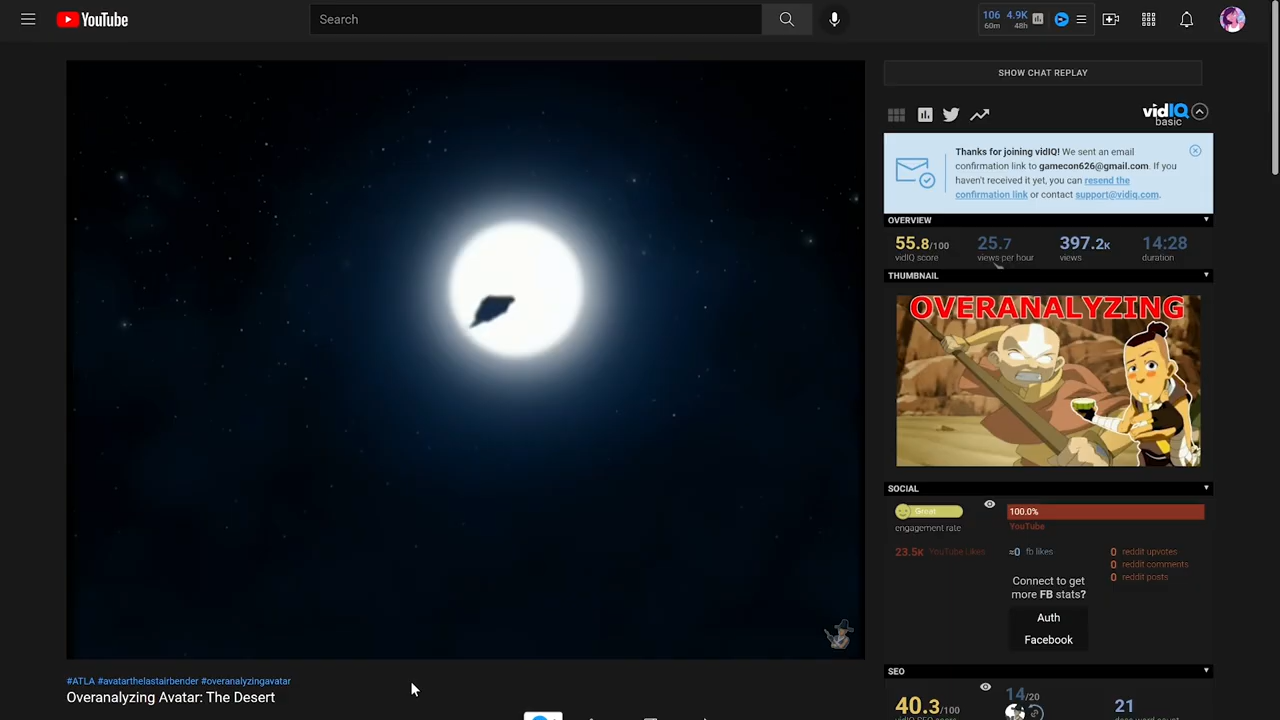 YouTube
Search
106 4.9K
60m 48h
SHOW CHAT REPLAY
vidIQ
basic
Thanks for joining vidIQ! We sent an email
confirmation link to gamecon626@gmail.com. If you
haven't received it yet, you can resend the
confirmation link or contact support@vidiq.com.
OVERVIEW
55.8/100 25.7 397.2K 14:28
vidIQ score views per hour views duration
THUMBNAIL
OVERANALYZING
SOCIAL
Great 100.0%
engagement rate YouTube
23.5K YouTube Likes ≈0 fb likes 0 reddit upvotes
0 reddit comments
0 reddit posts
Connect to get
more FB stats?
Auth
Facebook
SEO
40.3/100 14/20 21
#ATLA #avatarthelastairbender #overanalyzingavatar
Overanalyzing Avatar: The Desert